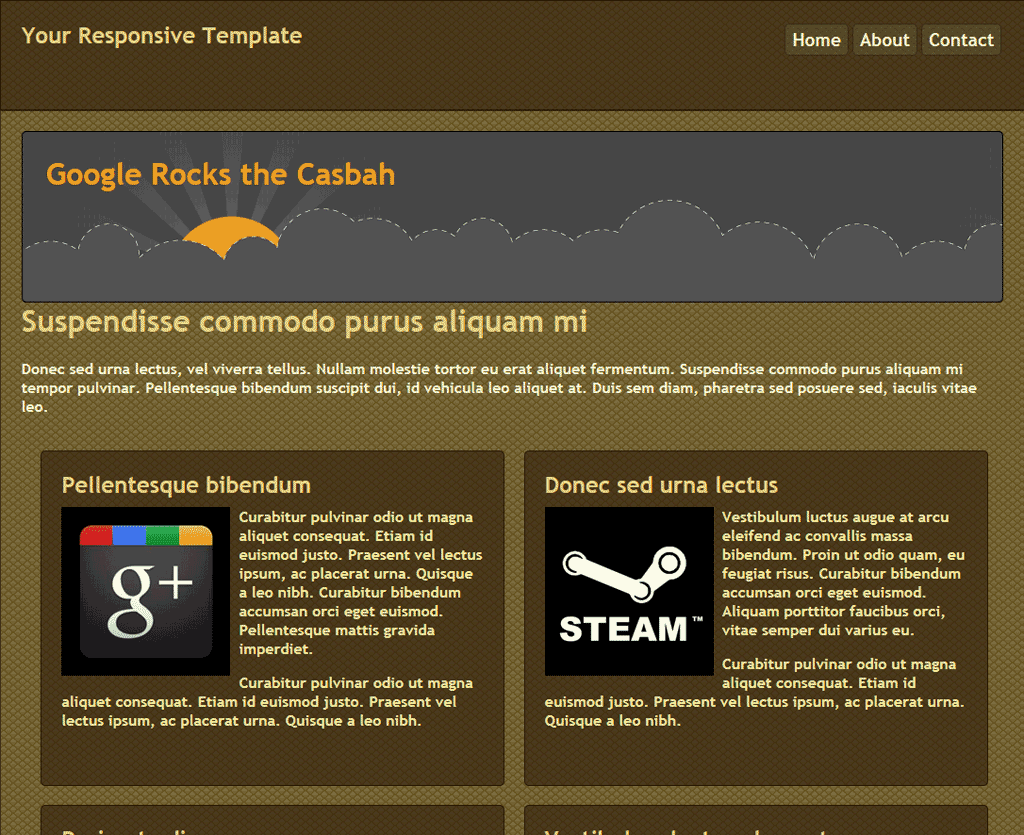 Your Responsive Template
Home
About
Contact
Google Rocks the Casbah
Suspendisse commodo purus aliquam mi
Donec sed urna lectus, vel viverra tellus. Nullam molestie tortor eu erat aliquet fermentum. Suspendisse commodo purus aliquam mi
tempor pulvinar. Pellentesque bibendum suscipit dui, id vehicula leo aliquet at. Duis sem diam, pharetra sed posuere sed, iaculis vitae
leo.
Pellentesque bibendum
g+
Curabitur pulvinar odio ut magna
aliquet consequat. Etiam id
euismod justo. Praesent vel lectus
ipsum, ac placerat urna. Quisque
a leo nibh. Curabitur bibendum
accumsan orci eget euismod.
Pellentesque mattis gravida
imperdiet.
Curabitur pulvinar odio ut magna
aliquet consequat. Etiam id euismod justo. Praesent vel
lectus ipsum, ac placerat urna. Quisque a leo nibh.
Donec sed urna lectus
STEAM™
Vestibulum luctus augue at arcu
eleifend ac convallis massa
bibendum. Proin ut odio quam, eu
feugiat risus. Curabitur bibendum
accumsan orci eget euismod.
Aliquam porttitor faucibus orci,
vitae semper dui varius eu.
Curabitur pulvinar odio ut magna
aliquet consequat. Etiam id
euismod justo. Praesent vel lectus ipsum, ac placerat urna.
Quisque a leo nibh.